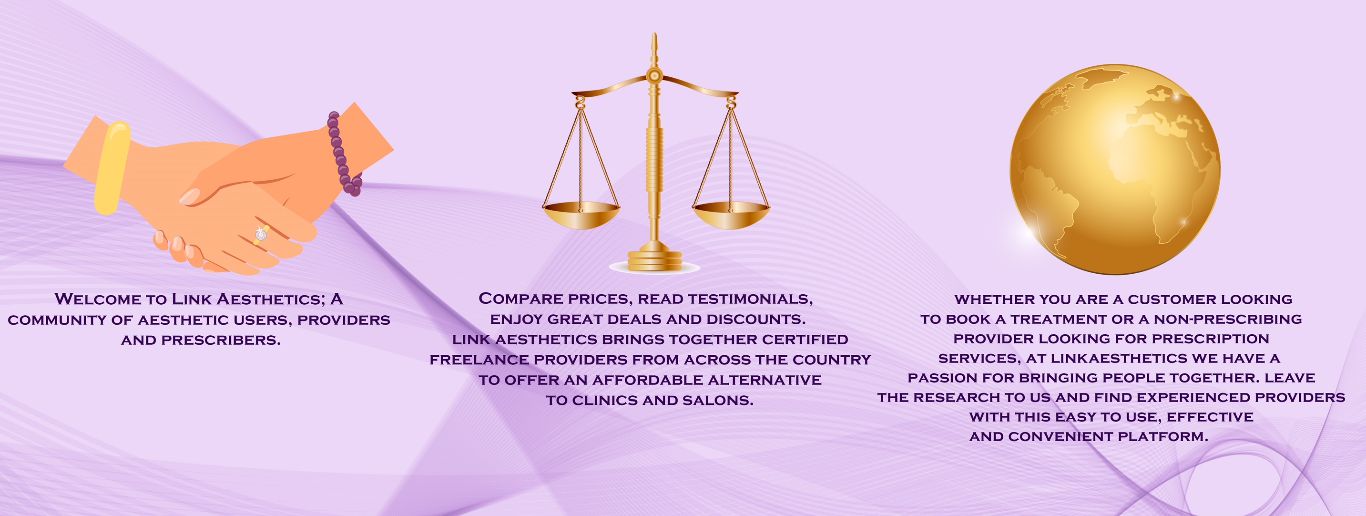 Welcome to Link Aesthetics; A
community of aesthetic users, providers
and prescribers.
Compare prices, read testimonials,
enjoy great deals and discounts.
Link Aesthetics brings together certified
freelance providers from across the country
to offer an affordable alternative
to clinics and salons.
whether you are a customer looking
to book a treatment or a non-prescribing
provider looking for prescription
services, at linkaesthetics we have a
passion for bringing people together. Leave
the research to us and find experienced providers
with this easy to use, effective
and convenient platform.